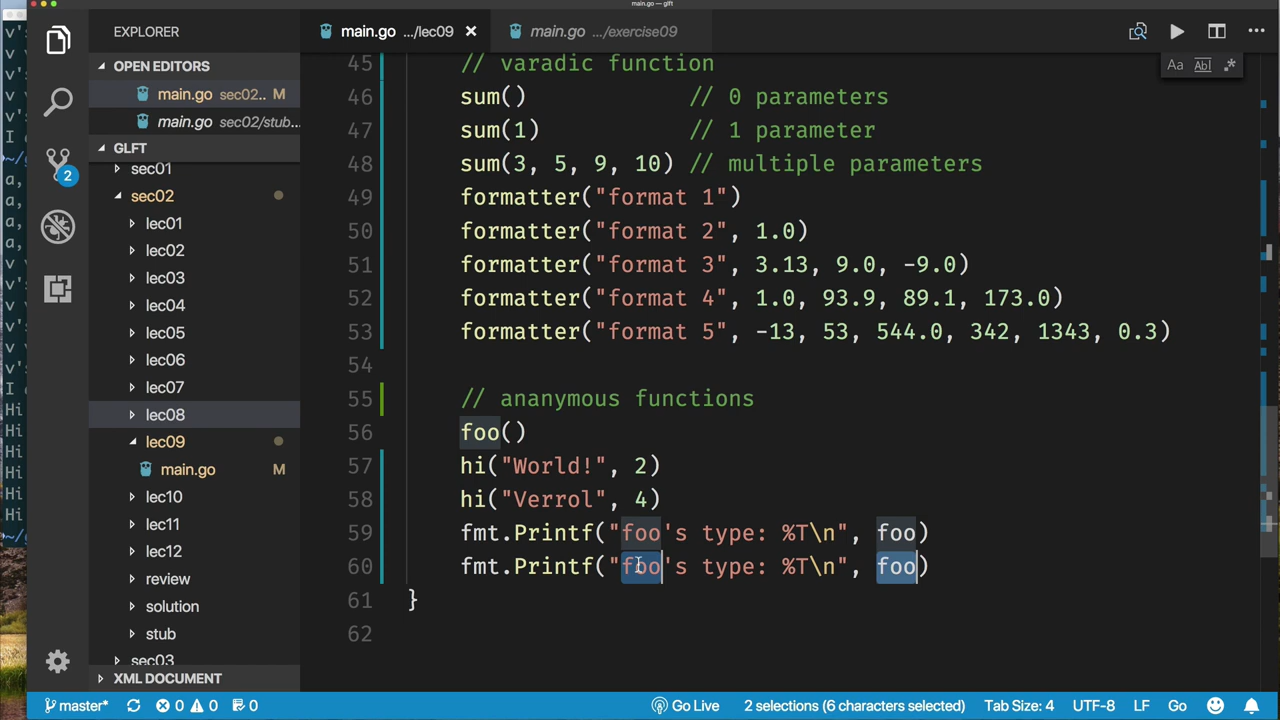 main.go — glft
EXPLORER
main.go .../lec09
main.go .../exercise09
OPEN EDITORS
main.go sec02.. M
main.go sec02/stub...
GLFT
sec01
sec02
lec01
lec02
lec03
lec04
lec05
lec06
lec07
lec08
lec09
main.go M
lec10
lec11
lec12
review
solution
stub
sec03
XML DOCUMENT
2
Aa Abl .*
45 // varadic function
46 sum() // 0 parameters
47 sum(1) // 1 parameter
48 sum(3, 5, 9, 10) // multiple parameters
49 formatter("format 1")
50 formatter("format 2", 1.0)
51 formatter("format 3", 3.13, 9.0, -9.0)
52 formatter("format 4", 1.0, 93.9, 89.1, 173.0)
53 formatter("format 5", -13, 53, 544.0, 342, 1343, 0.3)
54
55 // ananymous functions
56 foo()
57 hi("World!", 2)
58 hi("Verrol", 4)
59 fmt.Printf("foo's type: %T\n", foo)
60 fmt.Printf("foo's type: %T\n", foo)
61 }
62
master* 0 0 0 Go Live 2 selections (6 characters selected) Tab Size: 4 UTF-8 LF Go